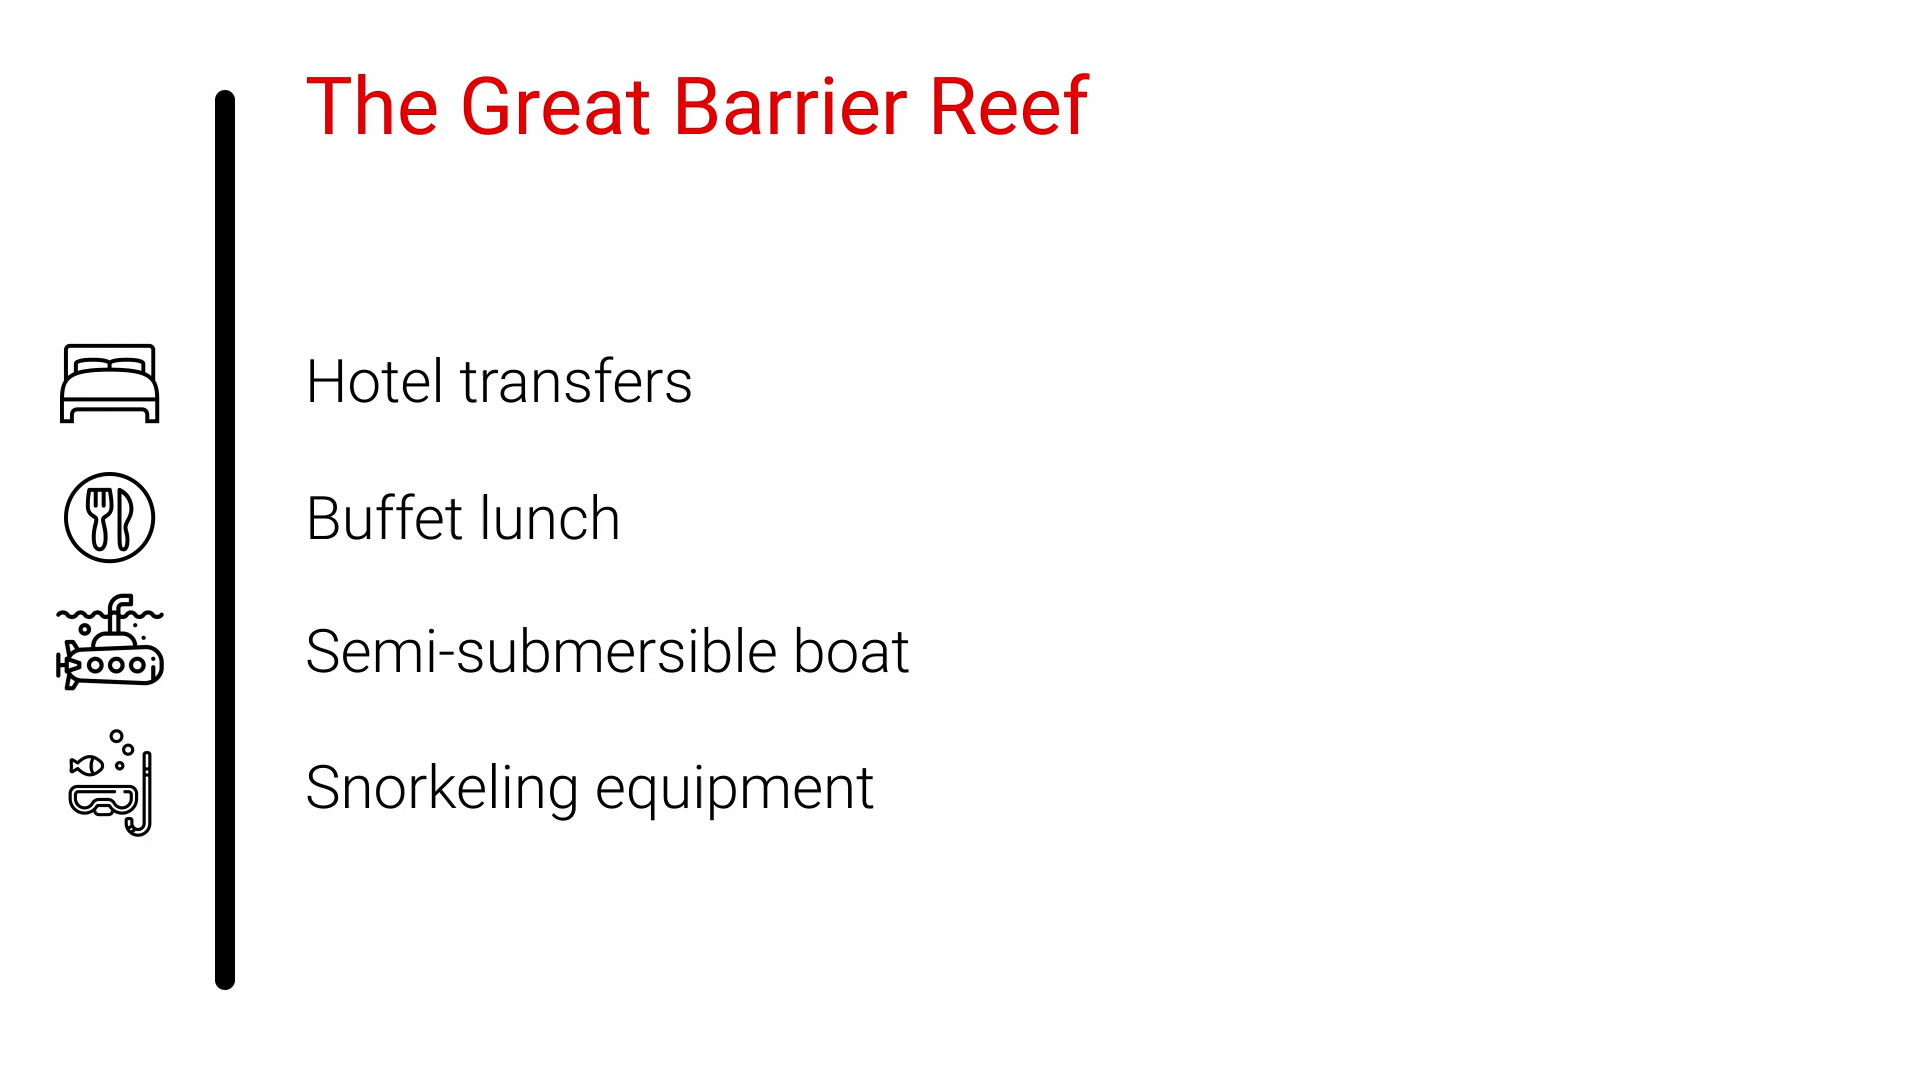 The Great Barrier Reef
Hotel transfers
Buffet lunch
Semi-submersible boat
Snorkeling equipment